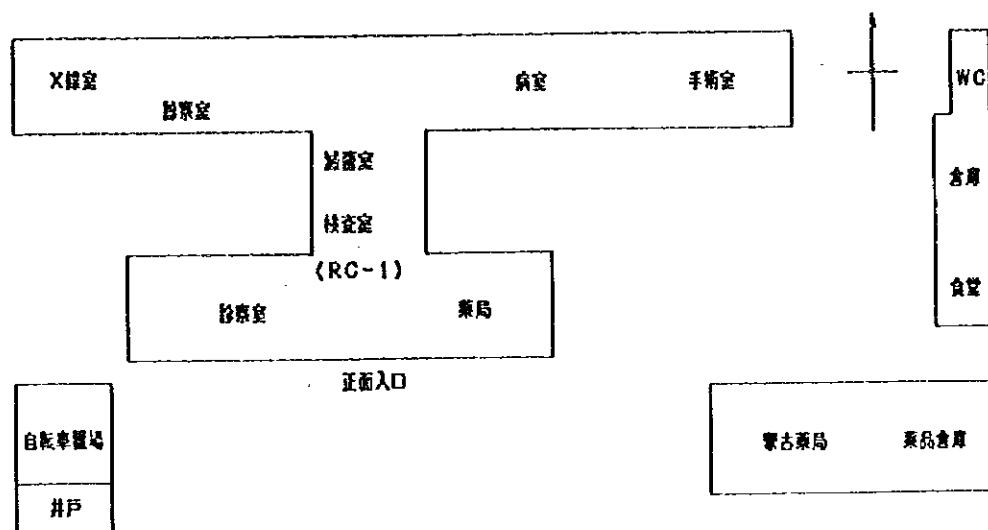 X線室
病室
手術室
WC
診察室
検査室
倉庫
(RC-1)
食堂
診察室
薬局
正面入口
自転車置場
蒙古薬局
薬品倉庫
井戸